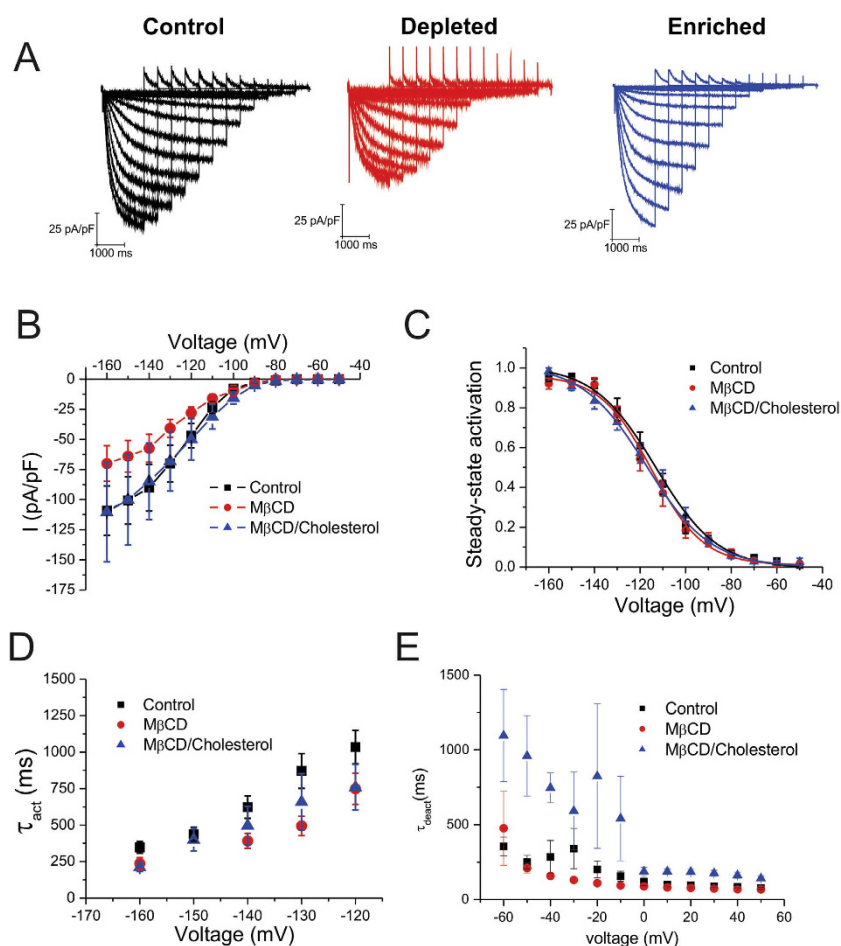 Control
Depleted
Enriched
A
25 pA/pF
1000 ms
25 pA/pF
1000 ms
25 pA/pF
1000 ms
B
Voltage (mV)
-160 -140 -120 -100 -80 -60 -40
0
-25
-50
-75
-100
-125
-150
-175
I (pA/pF)
Control
MβCD
MβCD/Cholesterol
C
1.0
0.8
0.6
0.4
0.2
0.0
Steady-state activation
Control
MβCD
MβCD/Cholesterol
-160 -140 -120 -100 -80 -60 -40
Voltage (mV)
D
1500
1250
1000
750
500
250
0
τact (ms)
Control
MβCD
MβCD/Cholesterol
-170 -160 -150 -140 -130 -120
Voltage (mV)
E
1500
1000
500
0
τdeact(ms)
Control
MβCD
MβCD/Cholesterol
-60 -40 -20 0 20 40 60
voltage (mV)